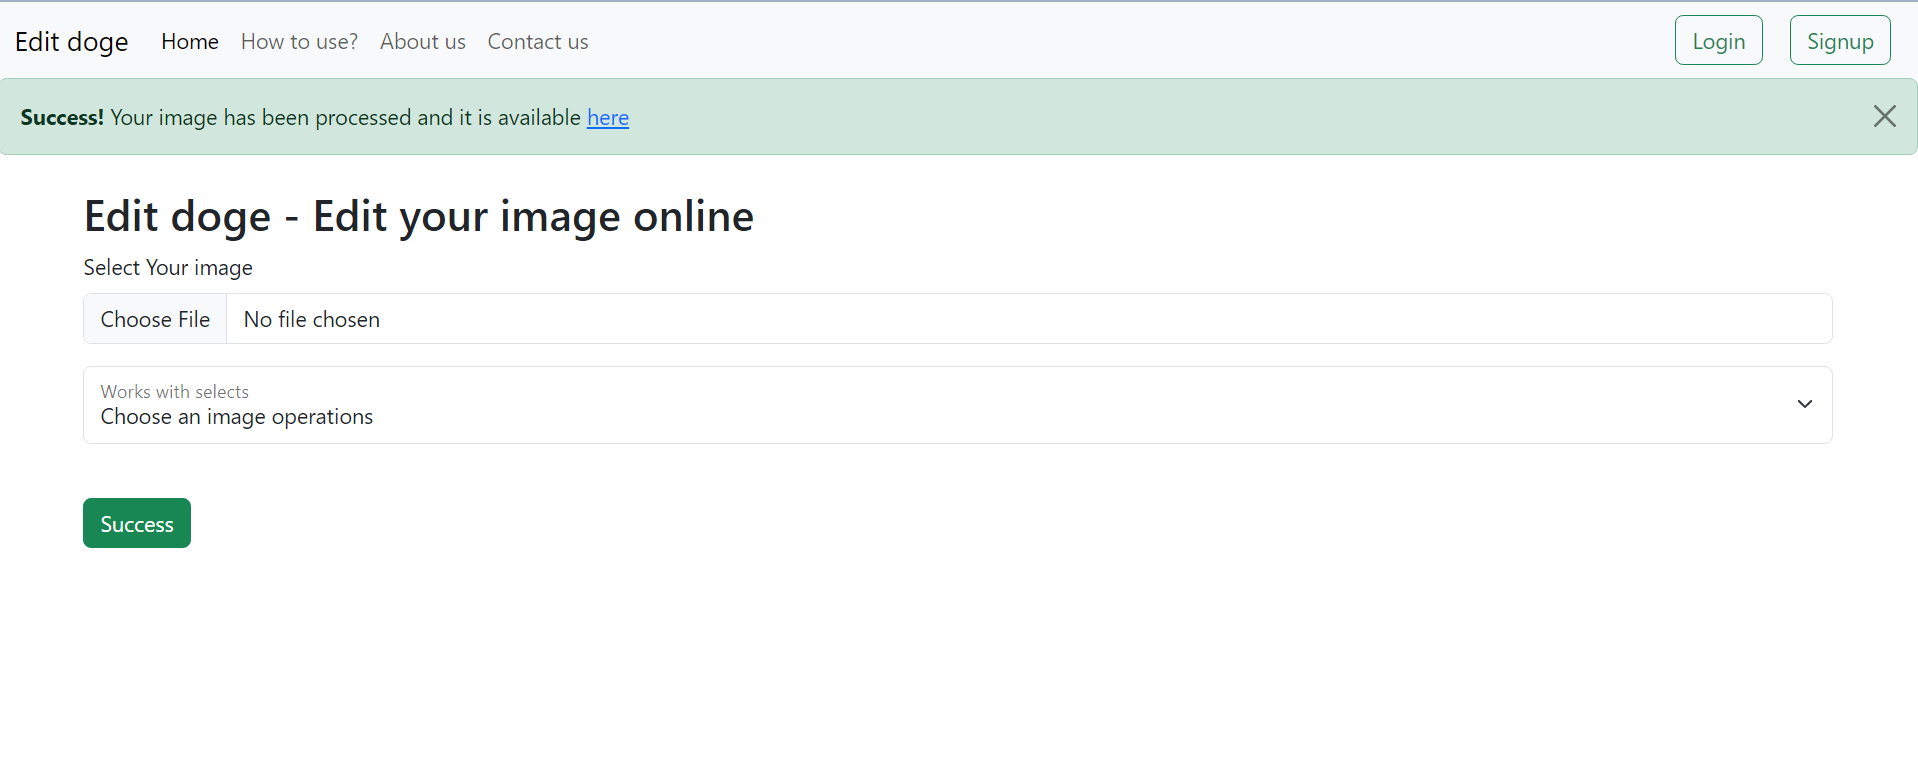 Edit doge Home How to use? About us Contact us Login Signup
Success! Your image has been processed and it is available here
Edit doge - Edit your image online
Select Your image
Choose File No file chosen
Works with selects
Choose an image operations
Success